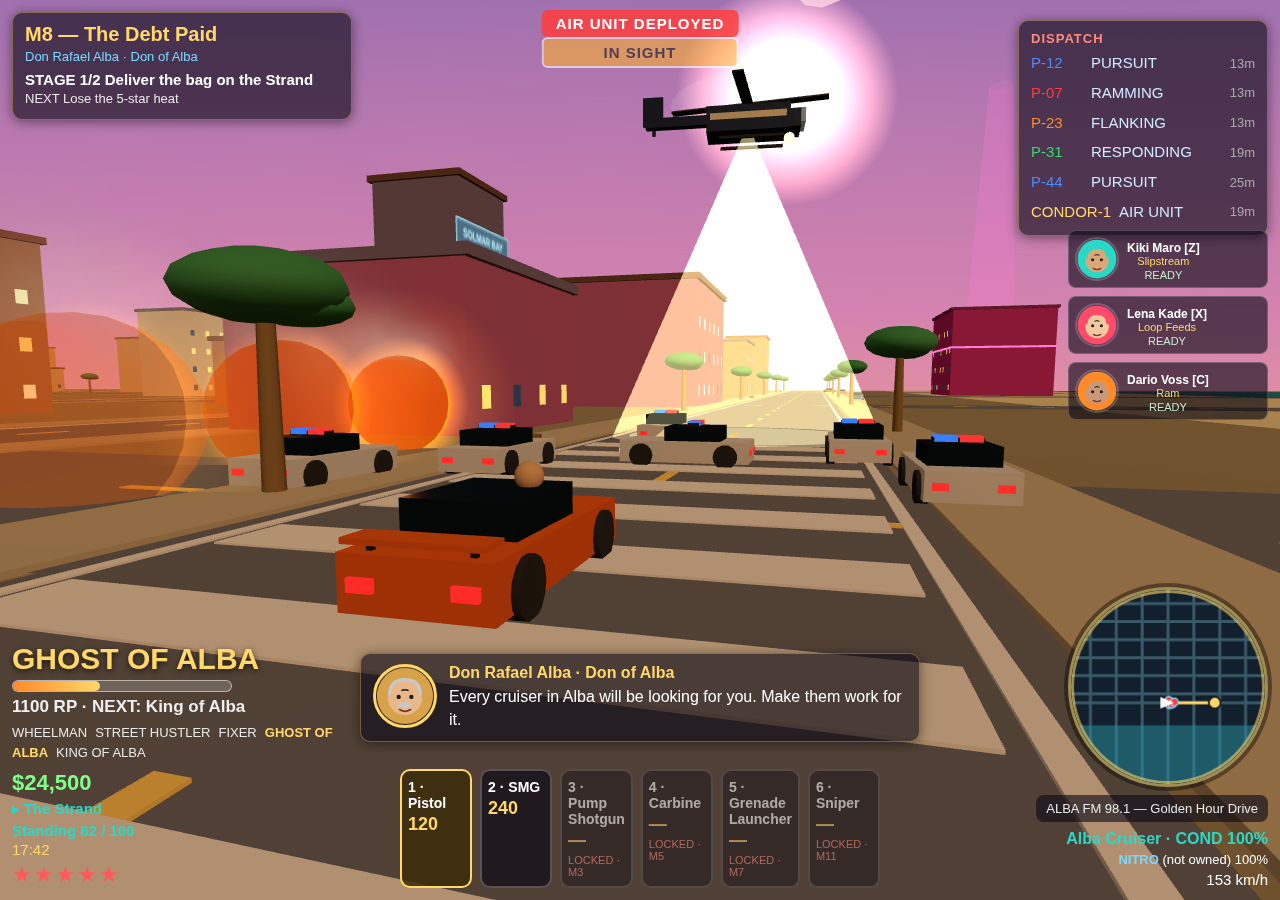 M8 — The Debt Paid
Don Rafael Alba · Don of Alba
STAGE 1/2 Deliver the bag on the Strand
NEXT Lose the 5-star heat
AIR UNIT DEPLOYED
IN SIGHT
DISPATCH
P-12 PURSUIT 13m
P-07 RAMMING 13m
P-23 FLANKING 13m
P-31 RESPONDING 19m
P-44 PURSUIT 25m
CONDOR-1 AIR UNIT 19m
Kiki Maro [Z]
Slipstream
READY
Lena Kade [X]
Loop Feeds
READY
Dario Voss [C]
Ram
READY
SOLMAR BAY
GHOST OF ALBA
1100 RP · NEXT: King of Alba
WHEELMAN STREET HUSTLER FIXER GHOST OF
ALBA KING OF ALBA
$24,500
▸ The Strand
Standing 62 / 100
17:42
★★★★★
Don Rafael Alba · Don of Alba
Every cruiser in Alba will be looking for you. Make them work for
it.
1 ·
Pistol
120
2 · SMG
240
3 ·
Pump
Shotgun
—
LOCKED ·
M3
4 ·
Carbine
—
LOCKED ·
M5
5 ·
Grenade
Launcher
—
LOCKED ·
M7
6 ·
Sniper
—
LOCKED ·
M11
ALBA FM 98.1 — Golden Hour Drive
Alba Cruiser · COND 100%
NITRO (not owned) 100%
153 km/h